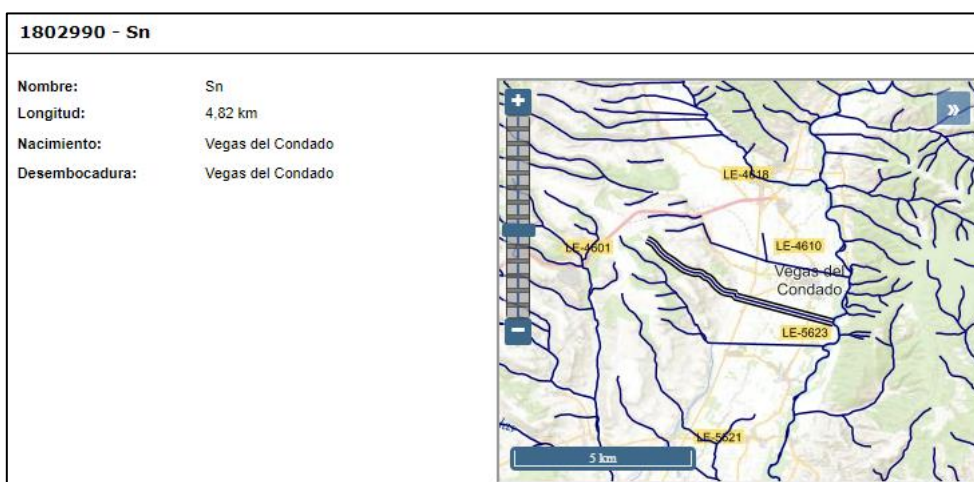 1802990 - Sn
Nombre: Sn
Longitud: 4,82 km
Nacimiento: Vegas del Condado
Desembocadura: Vegas del Condado
+
»
LE-4618
LE-4601
LE-4610
Vegas del
Condado
LE-5623
−
LE-5621
5 km